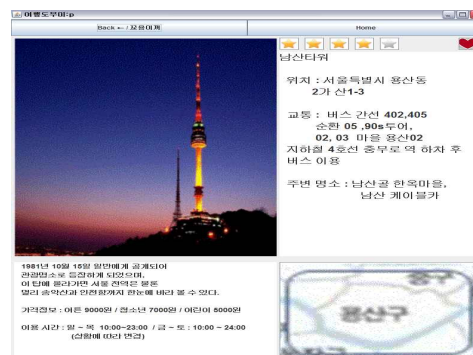 여행도우미:p
Back ← / 꼬옹이꺼
Home
남산타워
위치 : 서울특별시 용산동
2가 산1-3
교통 : 버스 간선 402,405
순환 05 ,90s투어,
02, 03 마을 용산02
지하철 4호선 충무로 역 하차 후
버스 이용
주변 명소 : 남산골 한옥마을,
남산 케이블카
1981년 10월 15일 일반에게 공개되어
관광명소로 등장하게 되었으며,
이 탑에 올라가면 서울 전역은 물론
멀리 송악산과 인천항까지 한눈에 바라 볼 수 있다.
가격정보 : 어른 9000원 / 청소년 7000원 / 어린이 5000원
이용 시간 : 일 ~ 목 10:00~23:00 / 금 ~ 토 : 10:00 ~ 24:00
(상황에 따라 변경)
중구
용산구